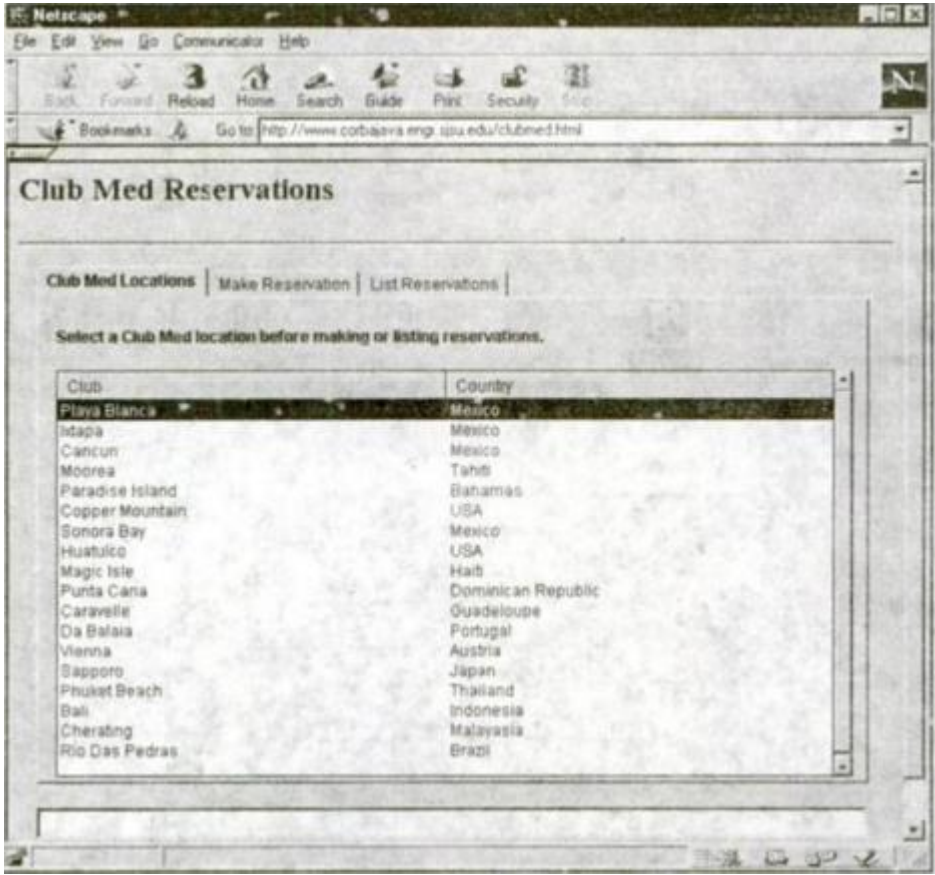 Netscape
File Edit View Go Communicator Help
Back Forward Reload Home Search Guide Print Security Stop
Bookmarks Go to: http://www.corbajava.engr.sjsu.edu/clubmed.html
Club Med Reservations
Club Med Locations Make Reservation List Reservations
Select a Club Med location before making or listing reservations.
Club Country
Playa Blanca Mexico
Ixtapa Mexico
Cancun Mexico
Moorea Tahiti
Paradise Island Bahamas
Copper Mountain USA
Sonora Bay Mexico
Huatulco USA
Magic Isle Haiti
Punta Cana Dominican Republic
Caravelle Guadeloupe
Da Balaia Portugal
Vienna Austria
Sapporo Japan
Phuket Beach Thailand
Bali Indonesia
Cherating Malayasia
Rio Das Pedras Brazil